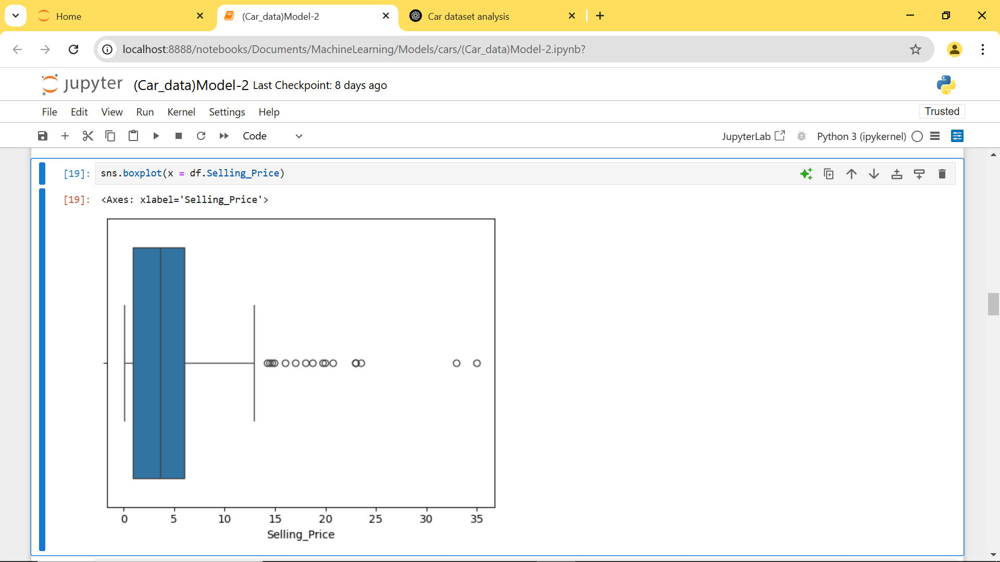 Home
(Car_data)Model-2
Car dataset analysis
localhost:8888/notebooks/Documents/MachineLearning/Models/cars/(Car_data)Model-2.ipynb?
jupyter (Car_data)Model-2 Last Checkpoint: 8 days ago
File Edit View Run Kernel Settings Help
Trusted
Code
JupyterLab
Python 3 (ipykernel)
[19]: sns.boxplot(x = df.Selling_Price)
[19]: <Axes: xlabel='Selling_Price'>
0 5 10 15 20 25 30 35
Selling_Price